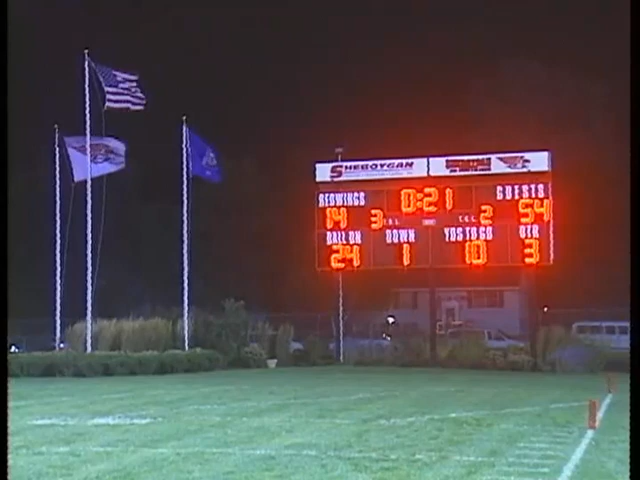 SHEBOYGAN
REDWINGS 0:21 GUESTS
14 3 T.O.L. T.O.L. 2 54
BALL ON DOWN YDS TO GO QTR
24 1 10 3